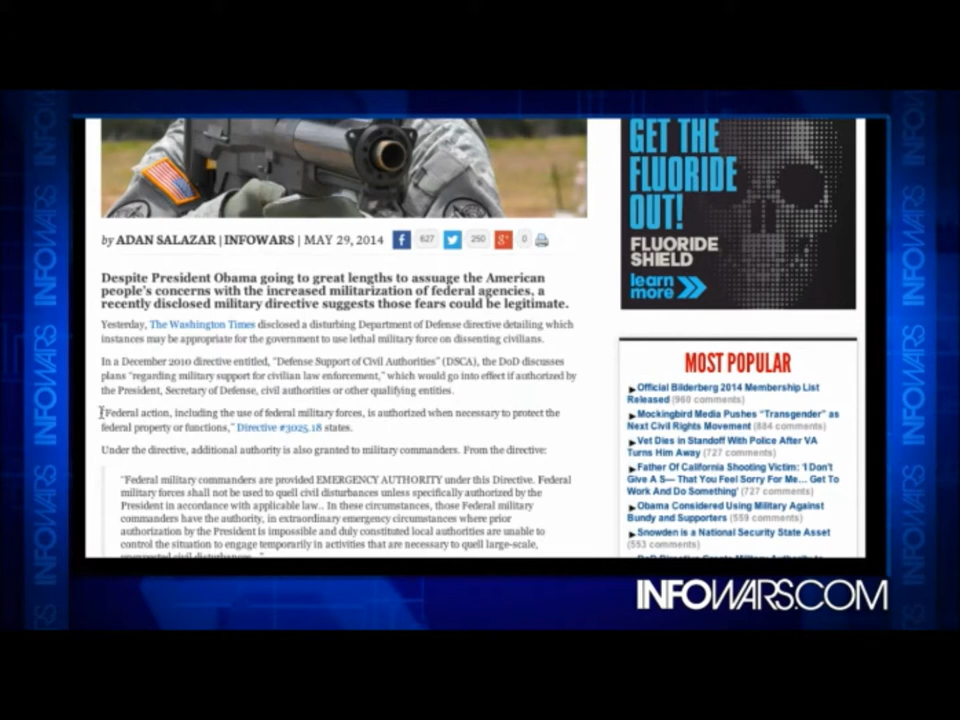 GET THE
FLUORIDE
OUT!
FLUORIDE
SHIELD
learn
more
by ADAN SALAZAR | INFOWARS | MAY 29, 2014
627
250
0
Despite President Obama going to great lengths to assuage the American
people's concerns with the increased militarization of federal agencies, a
recently disclosed military directive suggests those fears could be legitimate.
Yesterday, The Washington Times disclosed a disturbing Department of Defense directive detailing which
instances may be appropriate for the government to use lethal military force on dissenting civilians.
In a December 2010 directive entitled, "Defense Support of Civil Authorities" (DSCA), the DoD discusses
plans "regarding military support for civilian law enforcement," which would go into effect if authorized by
the President, Secretary of Defense, civil authorities or other qualifying entities.
"Federal action, including the use of federal military forces, is authorized when necessary to protect the
federal property or functions," Directive #3025.18 states.
Under the directive, additional authority is also granted to military commanders. From the directive:
"Federal military commanders are provided EMERGENCY AUTHORITY under this Directive. Federal
military forces shall not be used to quell civil disturbances unless specifically authorized by the
President in accordance with applicable law.. In these circumstances, those Federal military
commanders have the authority, in extraordinary emergency circumstances where prior
authorization by the President is impossible and duly constituted local authorities are unable to
control the situation to engage temporarily in activities that are necessary to quell large-scale,
MOST POPULAR
Official Bilderberg 2014 Membership List
Released (960 comments)
Mockingbird Media Pushes "Transgender" as
Next Civil Rights Movement (884 comments)
Vet Dies in Standoff With Police After VA
Turns Him Away (727 comments)
Father Of California Shooting Victim: 'I Don't
Give A S— That You Feel Sorry For Me... Get To
Work And Do Something' (727 comments)
Obama Considered Using Military Against
Bundy and Supporters (559 comments)
Snowden is a National Security State Asset
(553 comments)
INFOWARS.COM
INFOWARS
INFOWARS
INFOWARS
INFOWARS